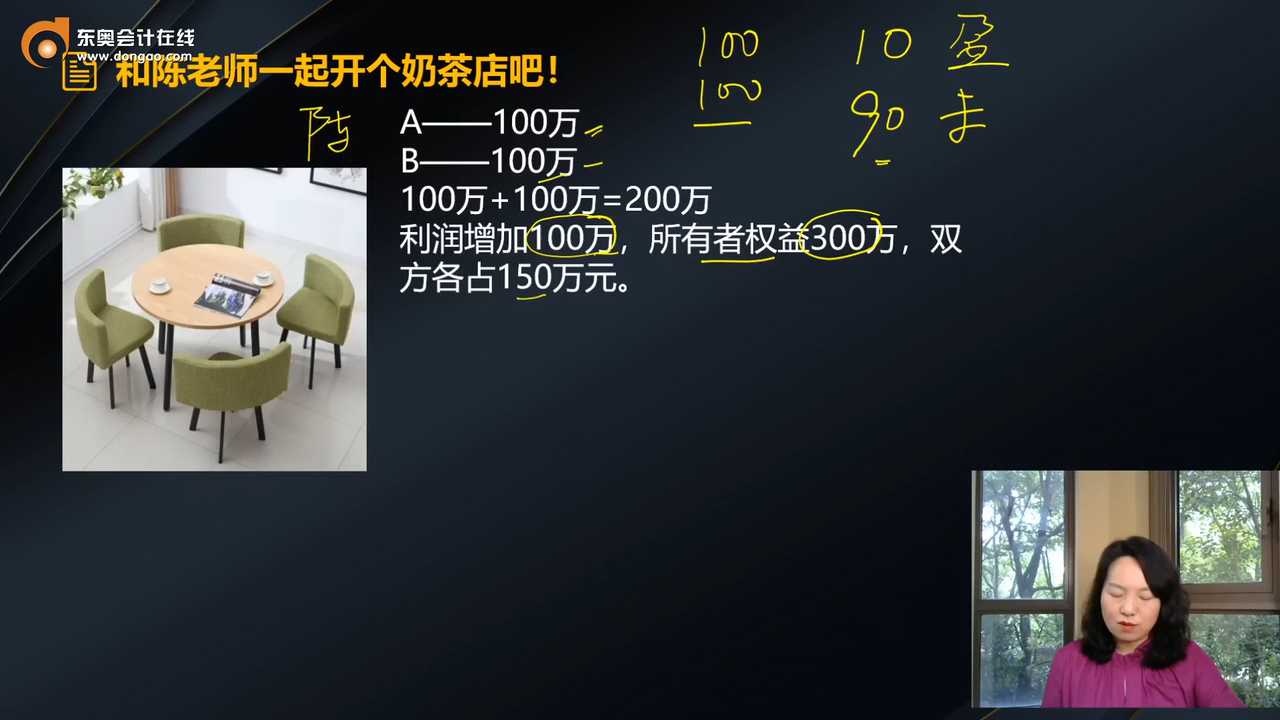 东奥会计在线
www.dongao.com
和陈老师一起开个奶茶店吧!
100 10 盈
100 90 卡
陈
A——100万
B——100万
100万+100万=200万
利润增加100万，所有者权益300万，双
方各占150万元。